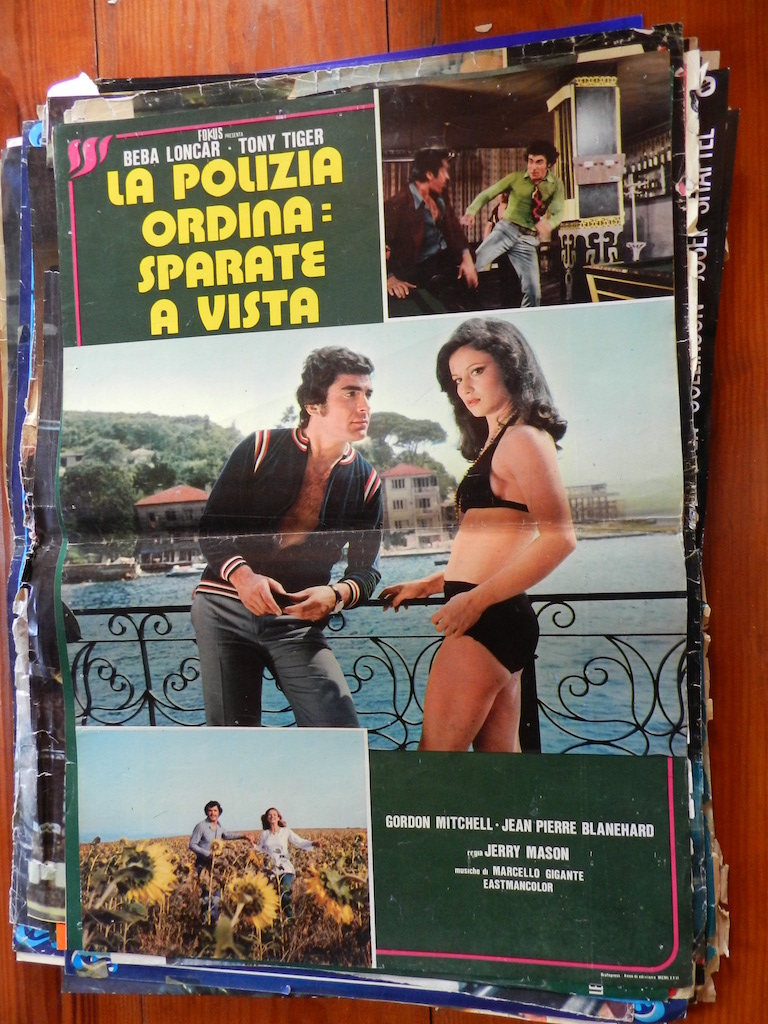 FOKUS PRESENTA
BEBA LONCAR · TONY TIGER
LA POLIZIA
ORDINA:
SPARATE
A VISTA
GORDON MITCHELL · JEAN PIERRE BLANEHARD
regia JERRY MASON
musiche di MARCELLO GIGANTE
EASTMANCOLOR